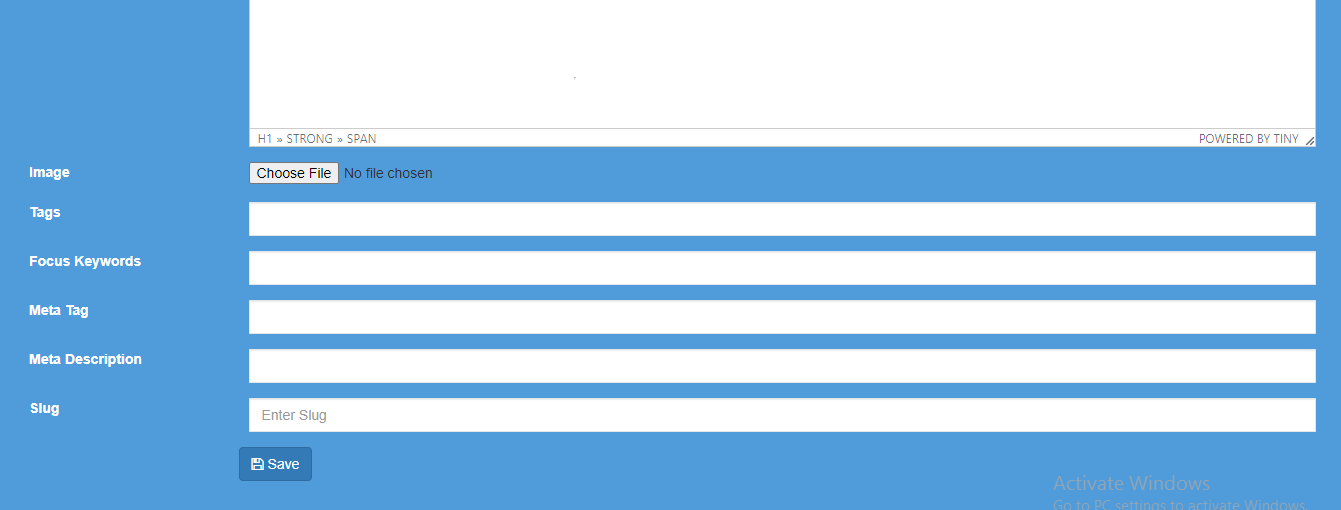 H1 » STRONG » SPAN POWERED BY TINY
Image Choose File No file chosen
Tags
Focus Keywords
Meta Tag
Meta Description
Slug Enter Slug
Save
Activate Windows
Go to PC settings to activate Windows.